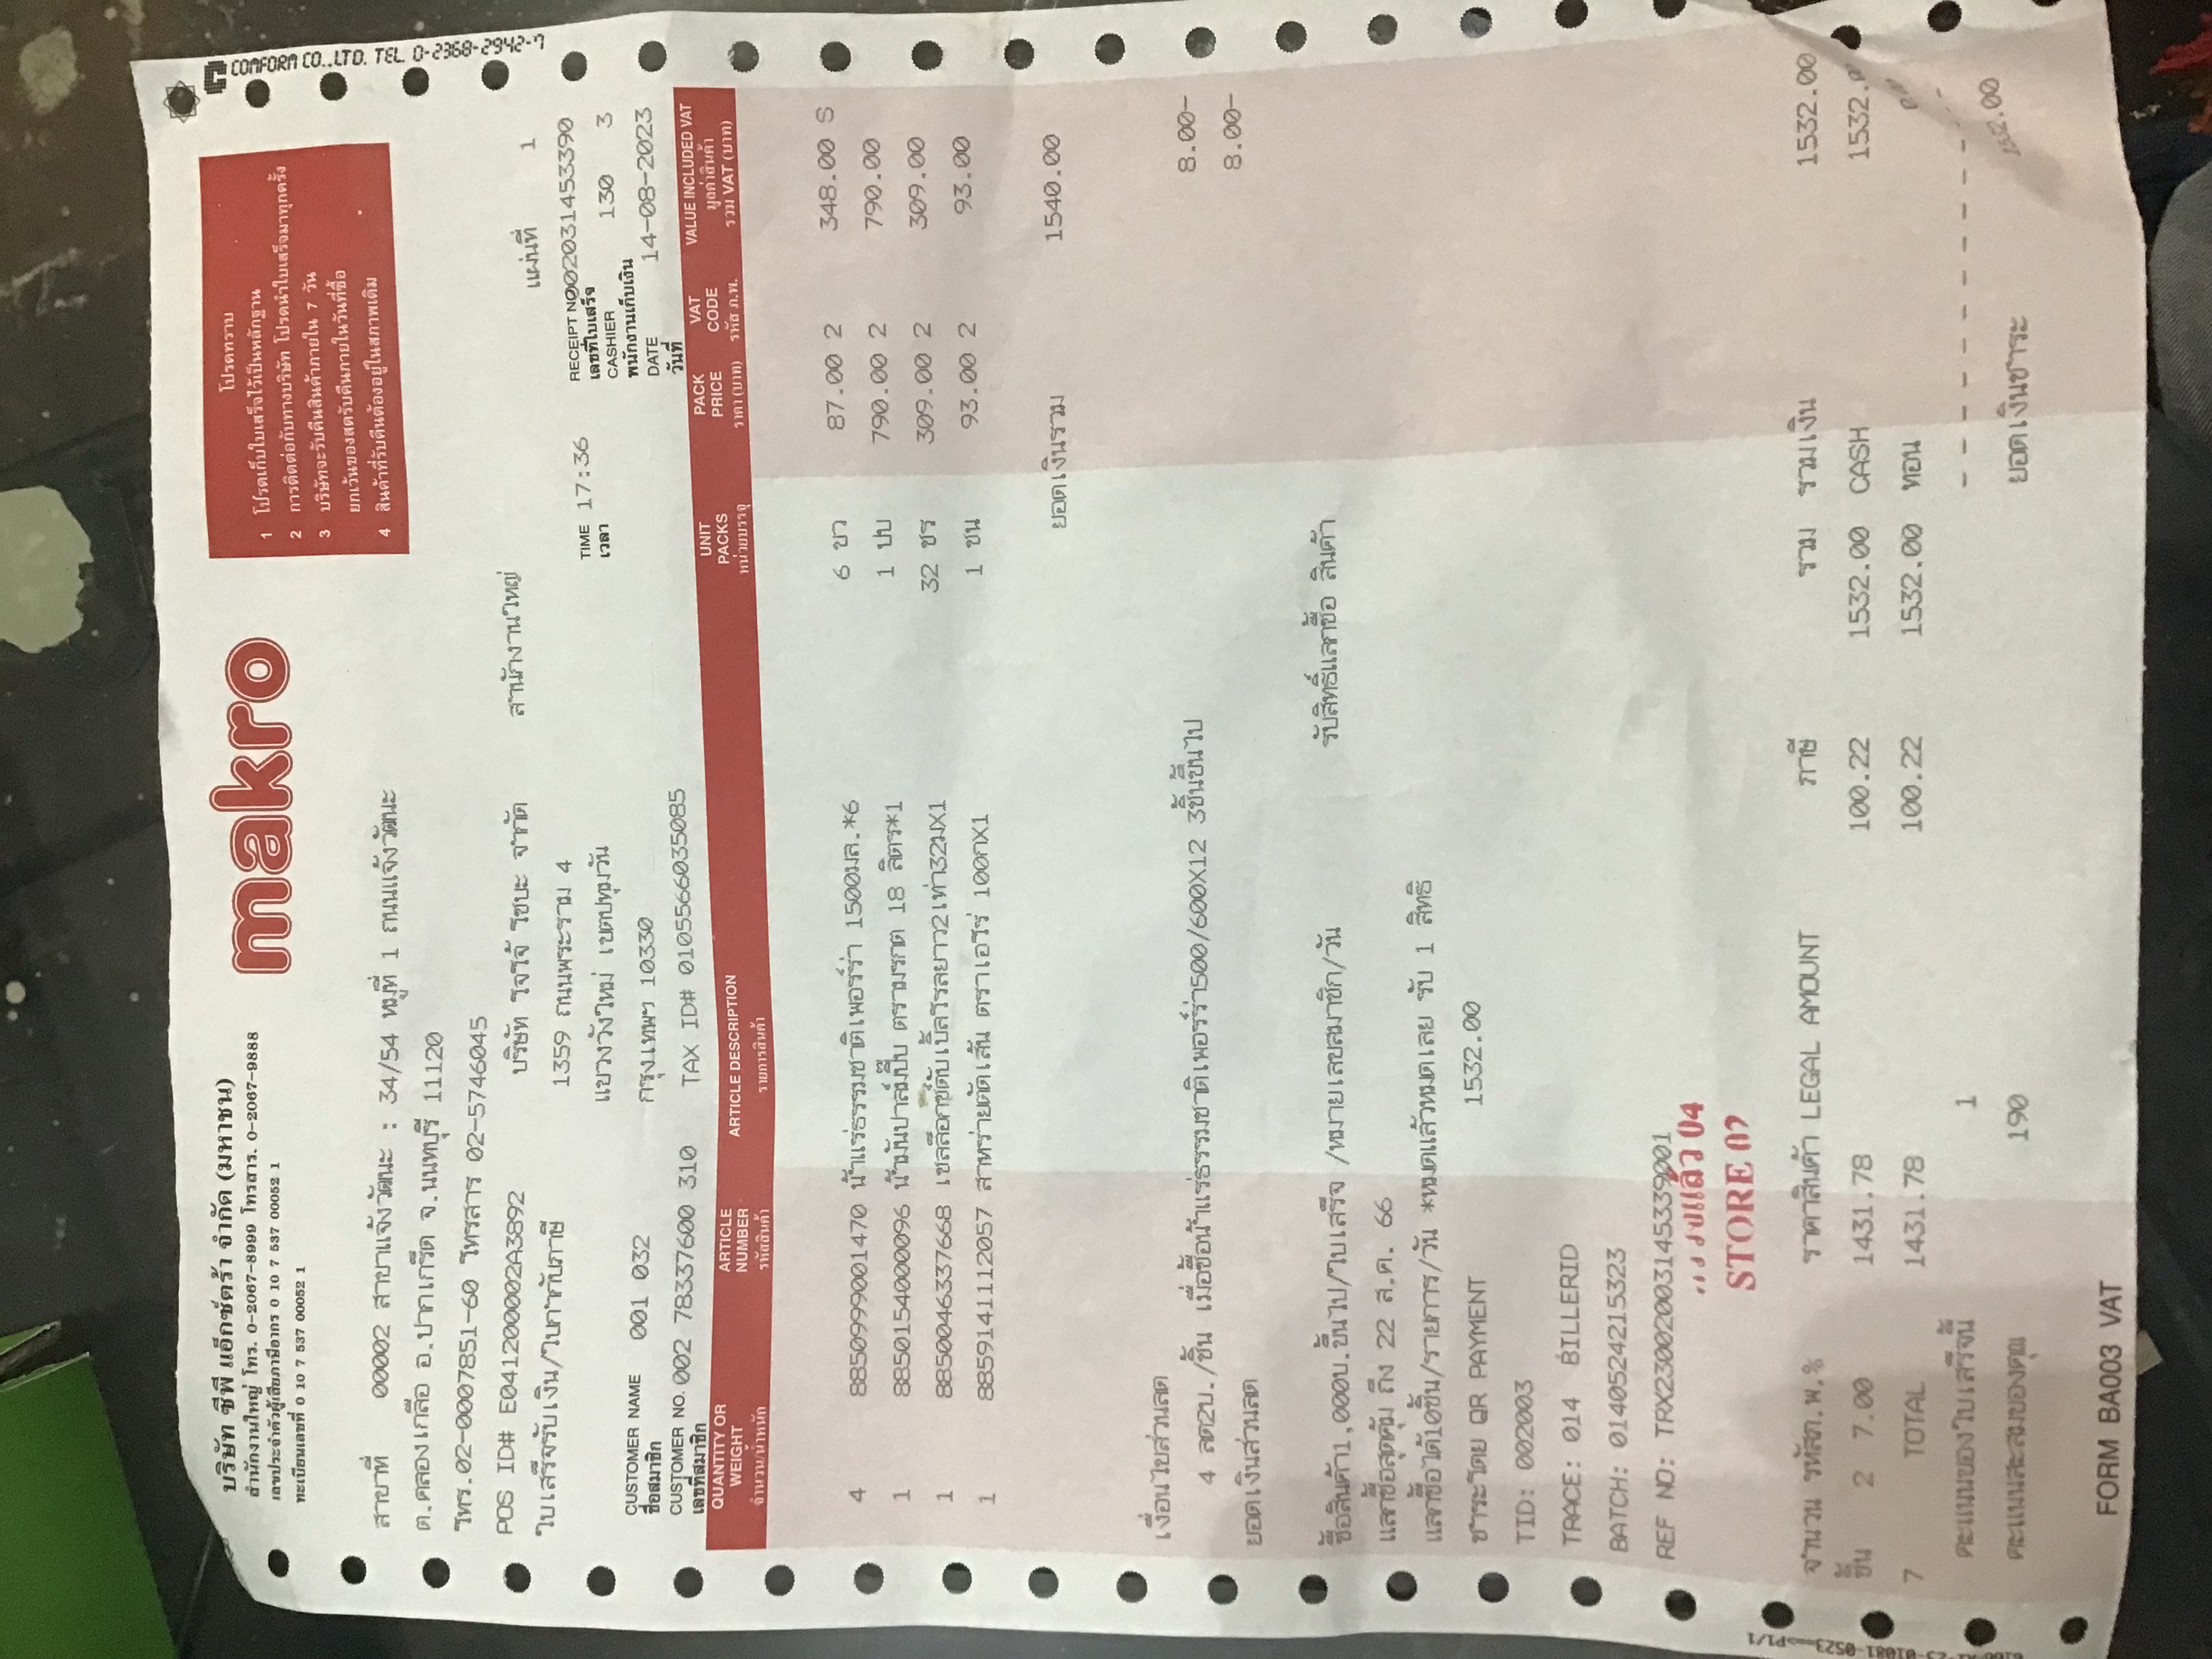 บริษัท ซีพี แอ็กซ์ตร้า จำกัด (มหาชน)
สำนักงานใหญ่ โทร. 0-2067-8999 โทรสาร. 0-2067-9888
เลขประจำตัวผู้เสียภาษีอากร 0 10 7 537 00052 1
ทะเบียนเลขที่ 0 10 7 537 00052 1
makro
โปรดทราบ
1 โปรดเก็บใบเสร็จไว้เป็นหลักฐาน
2 การติดต่อกับทางบริษัท โปรดนำใบเสร็จมาทุกครั้ง
3 บริษัทจะรับคืนสินค้าภายใน 7 วัน
ยกเว้นของสดรับคืนภายในวันที่ซื้อ
4 สินค้าที่รับคืนต้องอยู่ในสภาพเดิม
CONFORM CO.,LTD. TEL 0-2368-2942-7
สาขาที่ 00002 สาขาแจ้งวัฒนะ : 34/54 หมู่ที่ 1 ถนนแจ้งวัฒนะ
ต.คลองเกลือ อ.ปากเกร็ด จ.นนทบุรี 11120
โทร.02-0007851-60 โทรสาร 02-5746045
POS ID# E041200002A3892 บริษัท โจโจ้ โชบะ จำกัด สำนักงานใหญ่
ใบเสร็จรับเงิน/ใบกำกับภาษี 1359 ถนนพระราม 4 แผ่นที่ 1
แขวงวังใหม่ เขตปทุมวัน TIME 17:36 RECEIPT NO 002031453390
เวลา เลขที่ใบเสร็จ
CUSTOMER NAME 001 032 กรุงเทพฯ 10330 CASHIER 130 3
ชื่อสมาชิก พนักงานเก็บเงิน
CUSTOMER NO. 002 78337600 310 TAX ID# 0105566035085 DATE 14-08-2023
เลขที่สมาชิก วันที่
QUANTITY OR WEIGHT ARTICLE NUMBER ARTICLE DESCRIPTION UNIT PACKS PACK PRICE VAT CODE VALUE INCLUDED VAT
จำนวน/น้ำหนัก รหัสสินค้า รายการสินค้า หน่วยบรรจุ ราคา (บาท) รหัส ภ.พ. มูลค่าสินค้า รวม VAT (บาท)
4 8850999001470 น้ำแร่ธรรมชาติเพอร์ร่า 1500มล.*6 6 ขว 87.00 2 348.00 S
1 8850154000096 น้ำมันปาล์มปี๊บ ตรามรกต 18 ลิตร*1 1 ปบ 790.00 2 790.00
1 8850046337668 เซลล็อกซ์ดับเบิ้ลโรลยาว2เท่า32มX1 32 ชร 309.00 2 309.00
1 8859141112057 สาหร่ายตัดเส้น ตราเอโร่ 100กX1 1 ชน 93.00 2 93.00
ยอดเงินรวม 1540.00
เงื่อนไขส่วนลด
4 ลด2บ./ชิ้น เมื่อซื้อน้ำแร่ธรรมชาติเพอร์ร่า500/600X12 3ชิ้นขึ้นไป 8.00-
ยอดเงินส่วนลด 8.00-
ซื้อสินค้า1,000บ.ขึ้นไป/ใบเสร็จ /หมายเลขสมาชิก/วัน รับสิทธิ์แลกซื้อ สินค้า
แลกซื้อสุดคุ้ม ถึง 22 ส.ค. 66
แลกซื้อได้10ชิ้น/รายการ/วัน *หมดแล้วหมดเลย รับ 1 สิทธิ
ชำระโดย QR PAYMENT 1532.00
TID: 002003
TRACE: 014 BILLERID
BATCH: 0140524215323
REF NO: TRX230020031453390​01
แล้ว 04
STORE 02
จำนวน รหัสภ.พ.% ราคาสินค้า LEGAL AMOUNT ภาษี รวม รวมเงิน 1532.00
ชิ้น 2 7.00 1431.78 100.22 1532.00 CASH
7 TOTAL 1431.78 100.22 1532.00 ทอน
คะแนนของใบเสร็จนี้ 1
คะแนนสะสมของคุณ 190 ยอดเงินชำระ 1532.00
FORM BA003 VAT